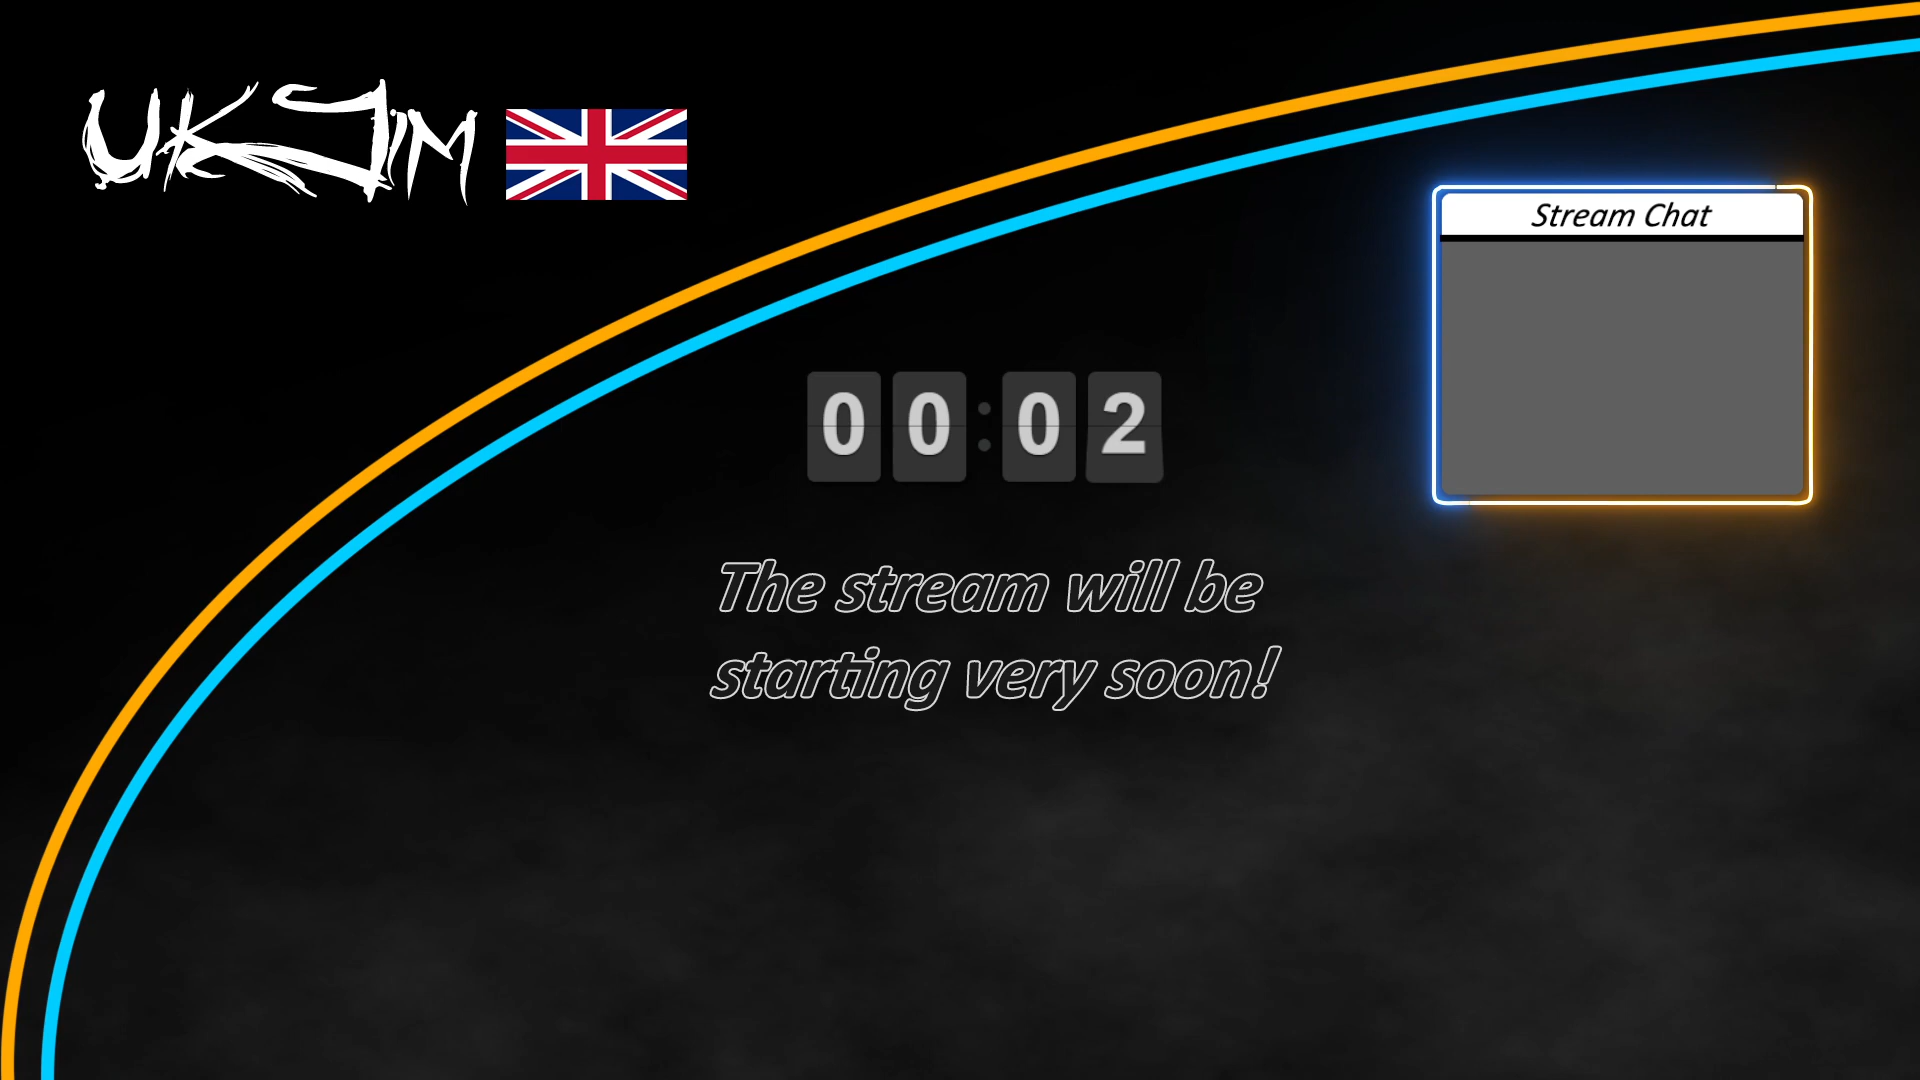 UKJim
Stream Chat
00:02
The stream will be
starting very soon!